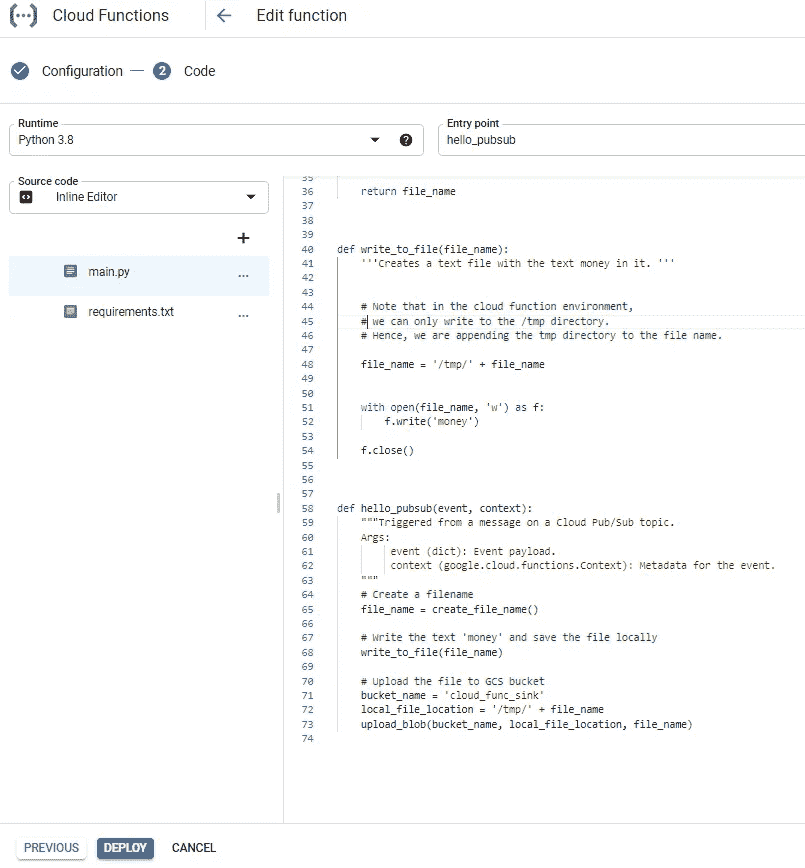 Cloud Functions
Edit function
Configuration
2
Code
Runtime
Python 3.8
Entry point
hello_pubsub
Source code
Inline Editor
main.py
requirements.txt
35
36 return file_name
37
38
39
40 def write_to_file(file_name):
41 '''Creates a text file with the text money in it. '''
42
43
44 # Note that in the cloud function environment,
45 # we can only write to the /tmp directory.
46 # Hence, we are appending the tmp directory to the file name.
47
48 file_name = '/tmp/' + file_name
49
50
51 with open(file_name, 'w') as f:
52 f.write('money')
53
54 f.close()
55
56
57
58 def hello_pubsub(event, context):
59 """Triggered from a message on a Cloud Pub/Sub topic.
60 Args:
61 event (dict): Event payload.
62 context (google.cloud.functions.Context): Metadata for the event.
63 """
64 # Create a filename
65 file_name = create_file_name()
66
67 # Write the text 'money' and save the file locally
68 write_to_file(file_name)
69
70 # Upload the file to GCS bucket
71 bucket_name = 'cloud_func_sink'
72 local_file_location = '/tmp/' + file_name
73 upload_blob(bucket_name, local_file_location, file_name)
74
PREVIOUS
DEPLOY
CANCEL